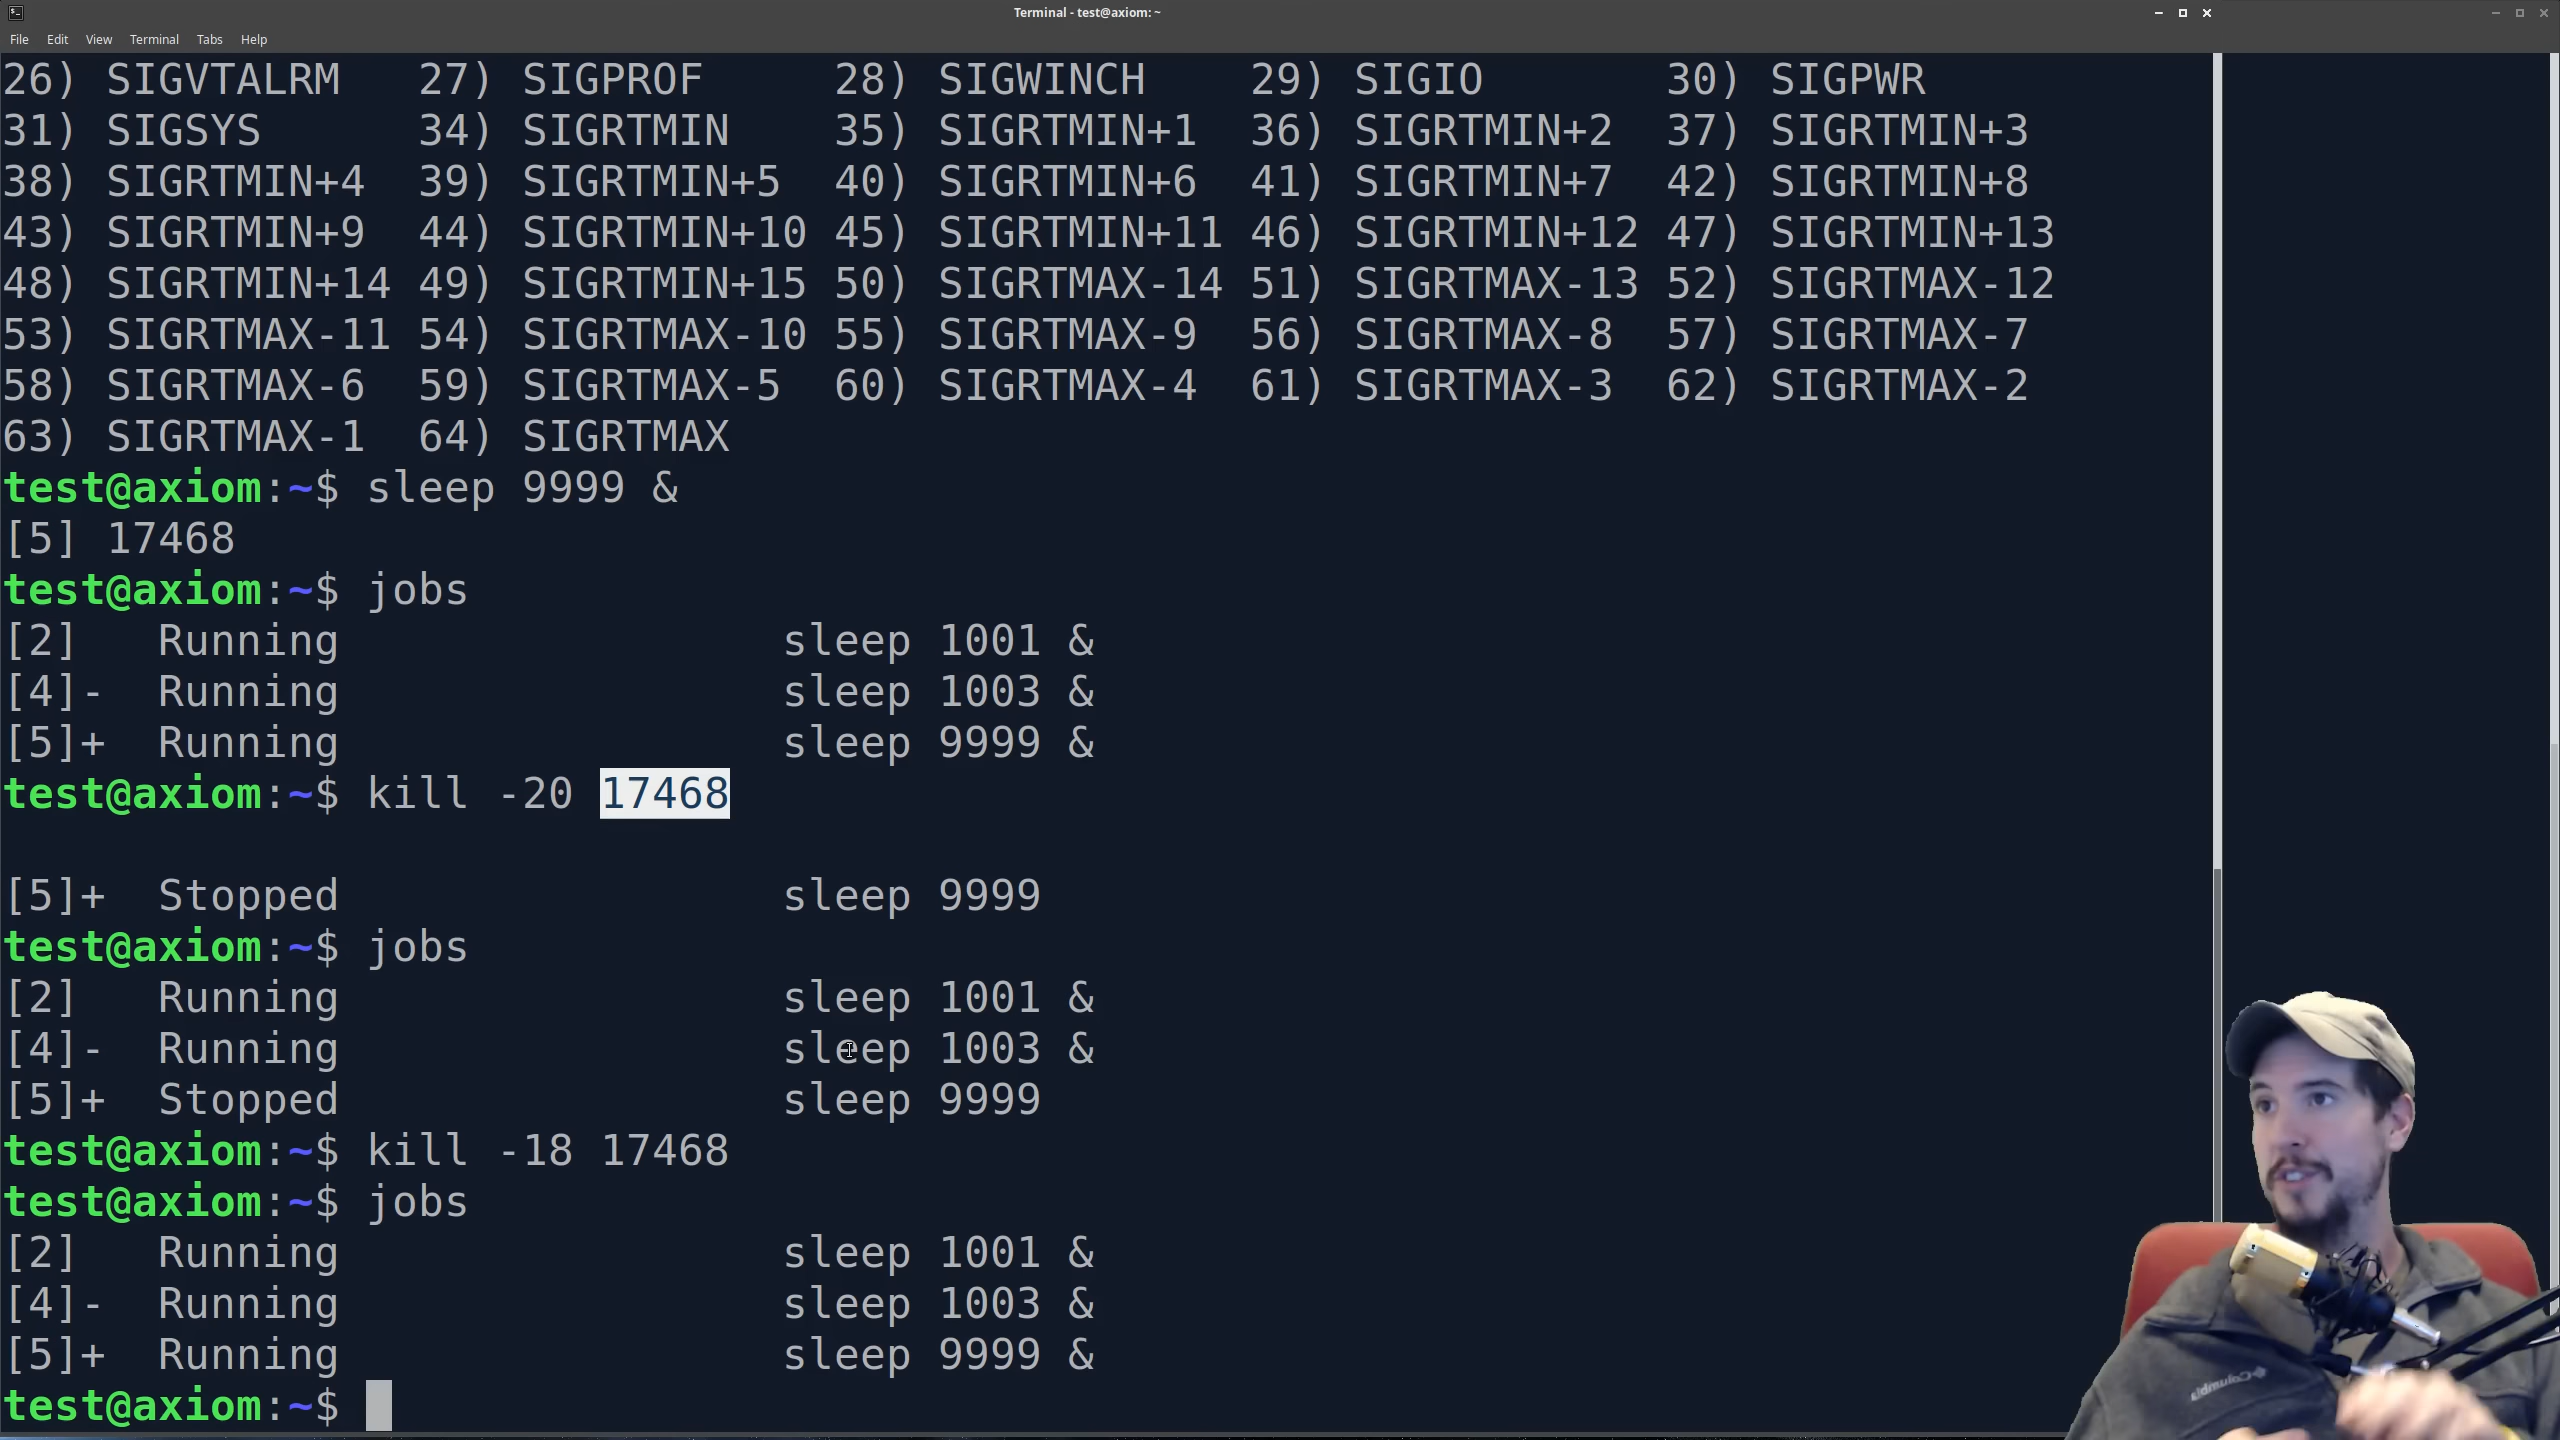 Terminal - test@axiom: ~
File Edit View Terminal Tabs Help
26) SIGVTALRM 27) SIGPROF 28) SIGWINCH 29) SIGIO 30) SIGPWR
31) SIGSYS 34) SIGRTMIN 35) SIGRTMIN+1 36) SIGRTMIN+2 37) SIGRTMIN+3
38) SIGRTMIN+4 39) SIGRTMIN+5 40) SIGRTMIN+6 41) SIGRTMIN+7 42) SIGRTMIN+8
43) SIGRTMIN+9 44) SIGRTMIN+10 45) SIGRTMIN+11 46) SIGRTMIN+12 47) SIGRTMIN+13
48) SIGRTMIN+14 49) SIGRTMIN+15 50) SIGRTMAX-14 51) SIGRTMAX-13 52) SIGRTMAX-12
53) SIGRTMAX-11 54) SIGRTMAX-10 55) SIGRTMAX-9 56) SIGRTMAX-8 57) SIGRTMAX-7
58) SIGRTMAX-6 59) SIGRTMAX-5 60) SIGRTMAX-4 61) SIGRTMAX-3 62) SIGRTMAX-2
63) SIGRTMAX-1 64) SIGRTMAX
test@axiom:~$ sleep 9999 &
[5] 17468
test@axiom:~$ jobs
[2] Running sleep 1001 &
[4]- Running sleep 1003 &
[5]+ Running sleep 9999 &
test@axiom:~$ kill -20 17468
[5]+ Stopped sleep 9999
test@axiom:~$ jobs
[2] Running sleep 1001 &
[4]- Running sleep 1003 &
[5]+ Stopped sleep 9999
test@axiom:~$ kill -18 17468
test@axiom:~$ jobs
[2] Running sleep 1001 &
[4]- Running sleep 1003 &
[5]+ Running sleep 9999 &
test@axiom:~$
Columbia